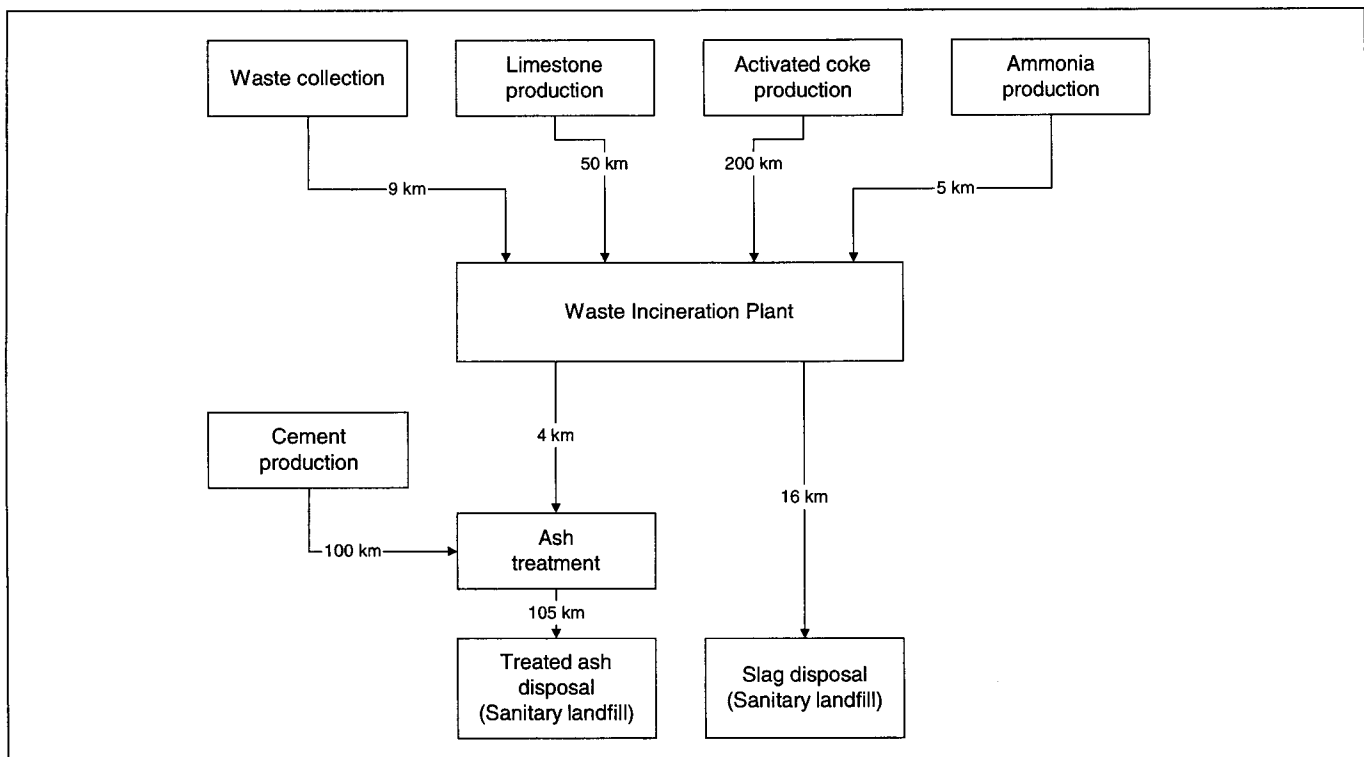 Waste collection
Limestone
production
Activated coke
production
Ammonia
production
9 km
50 km
200 km
5 km
Waste Incineration Plant
Cement
production
4 km
16 km
100 km
Ash
treatment
105 km
Treated ash
disposal
(Sanitary landfill)
Slag disposal
(Sanitary landfill)